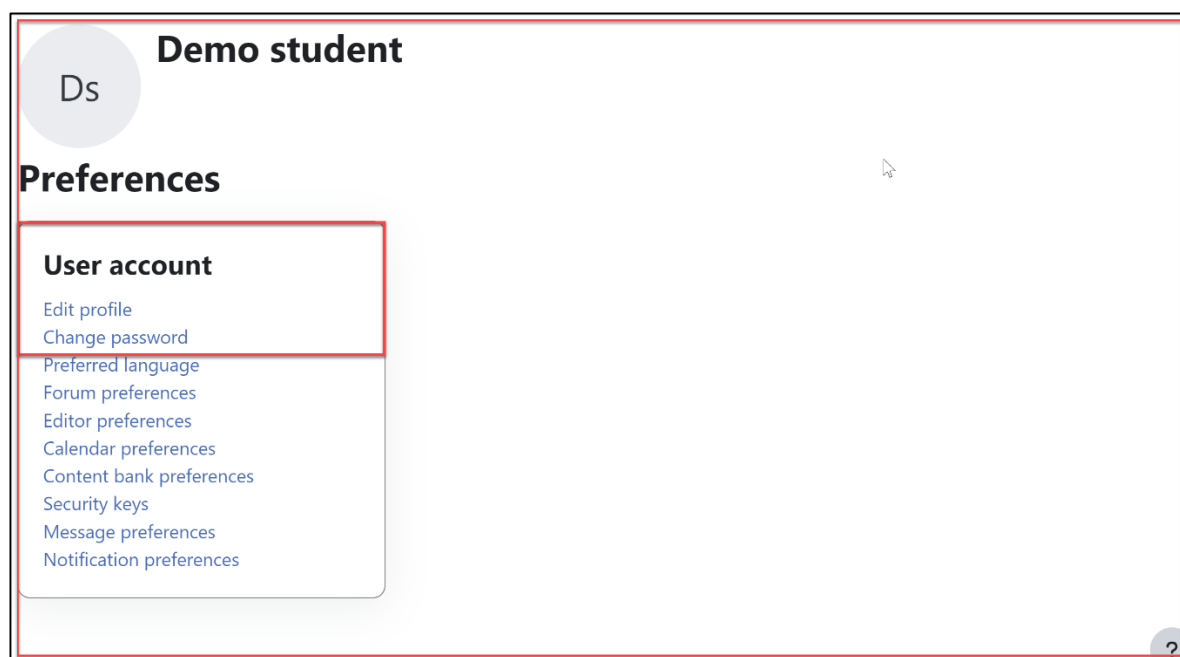 Ds
Demo student
Preferences
User account
Edit profile
Change password
Preferred language
Forum preferences
Editor preferences
Calendar preferences
Content bank preferences
Security keys
Message preferences
Notification preferences
?